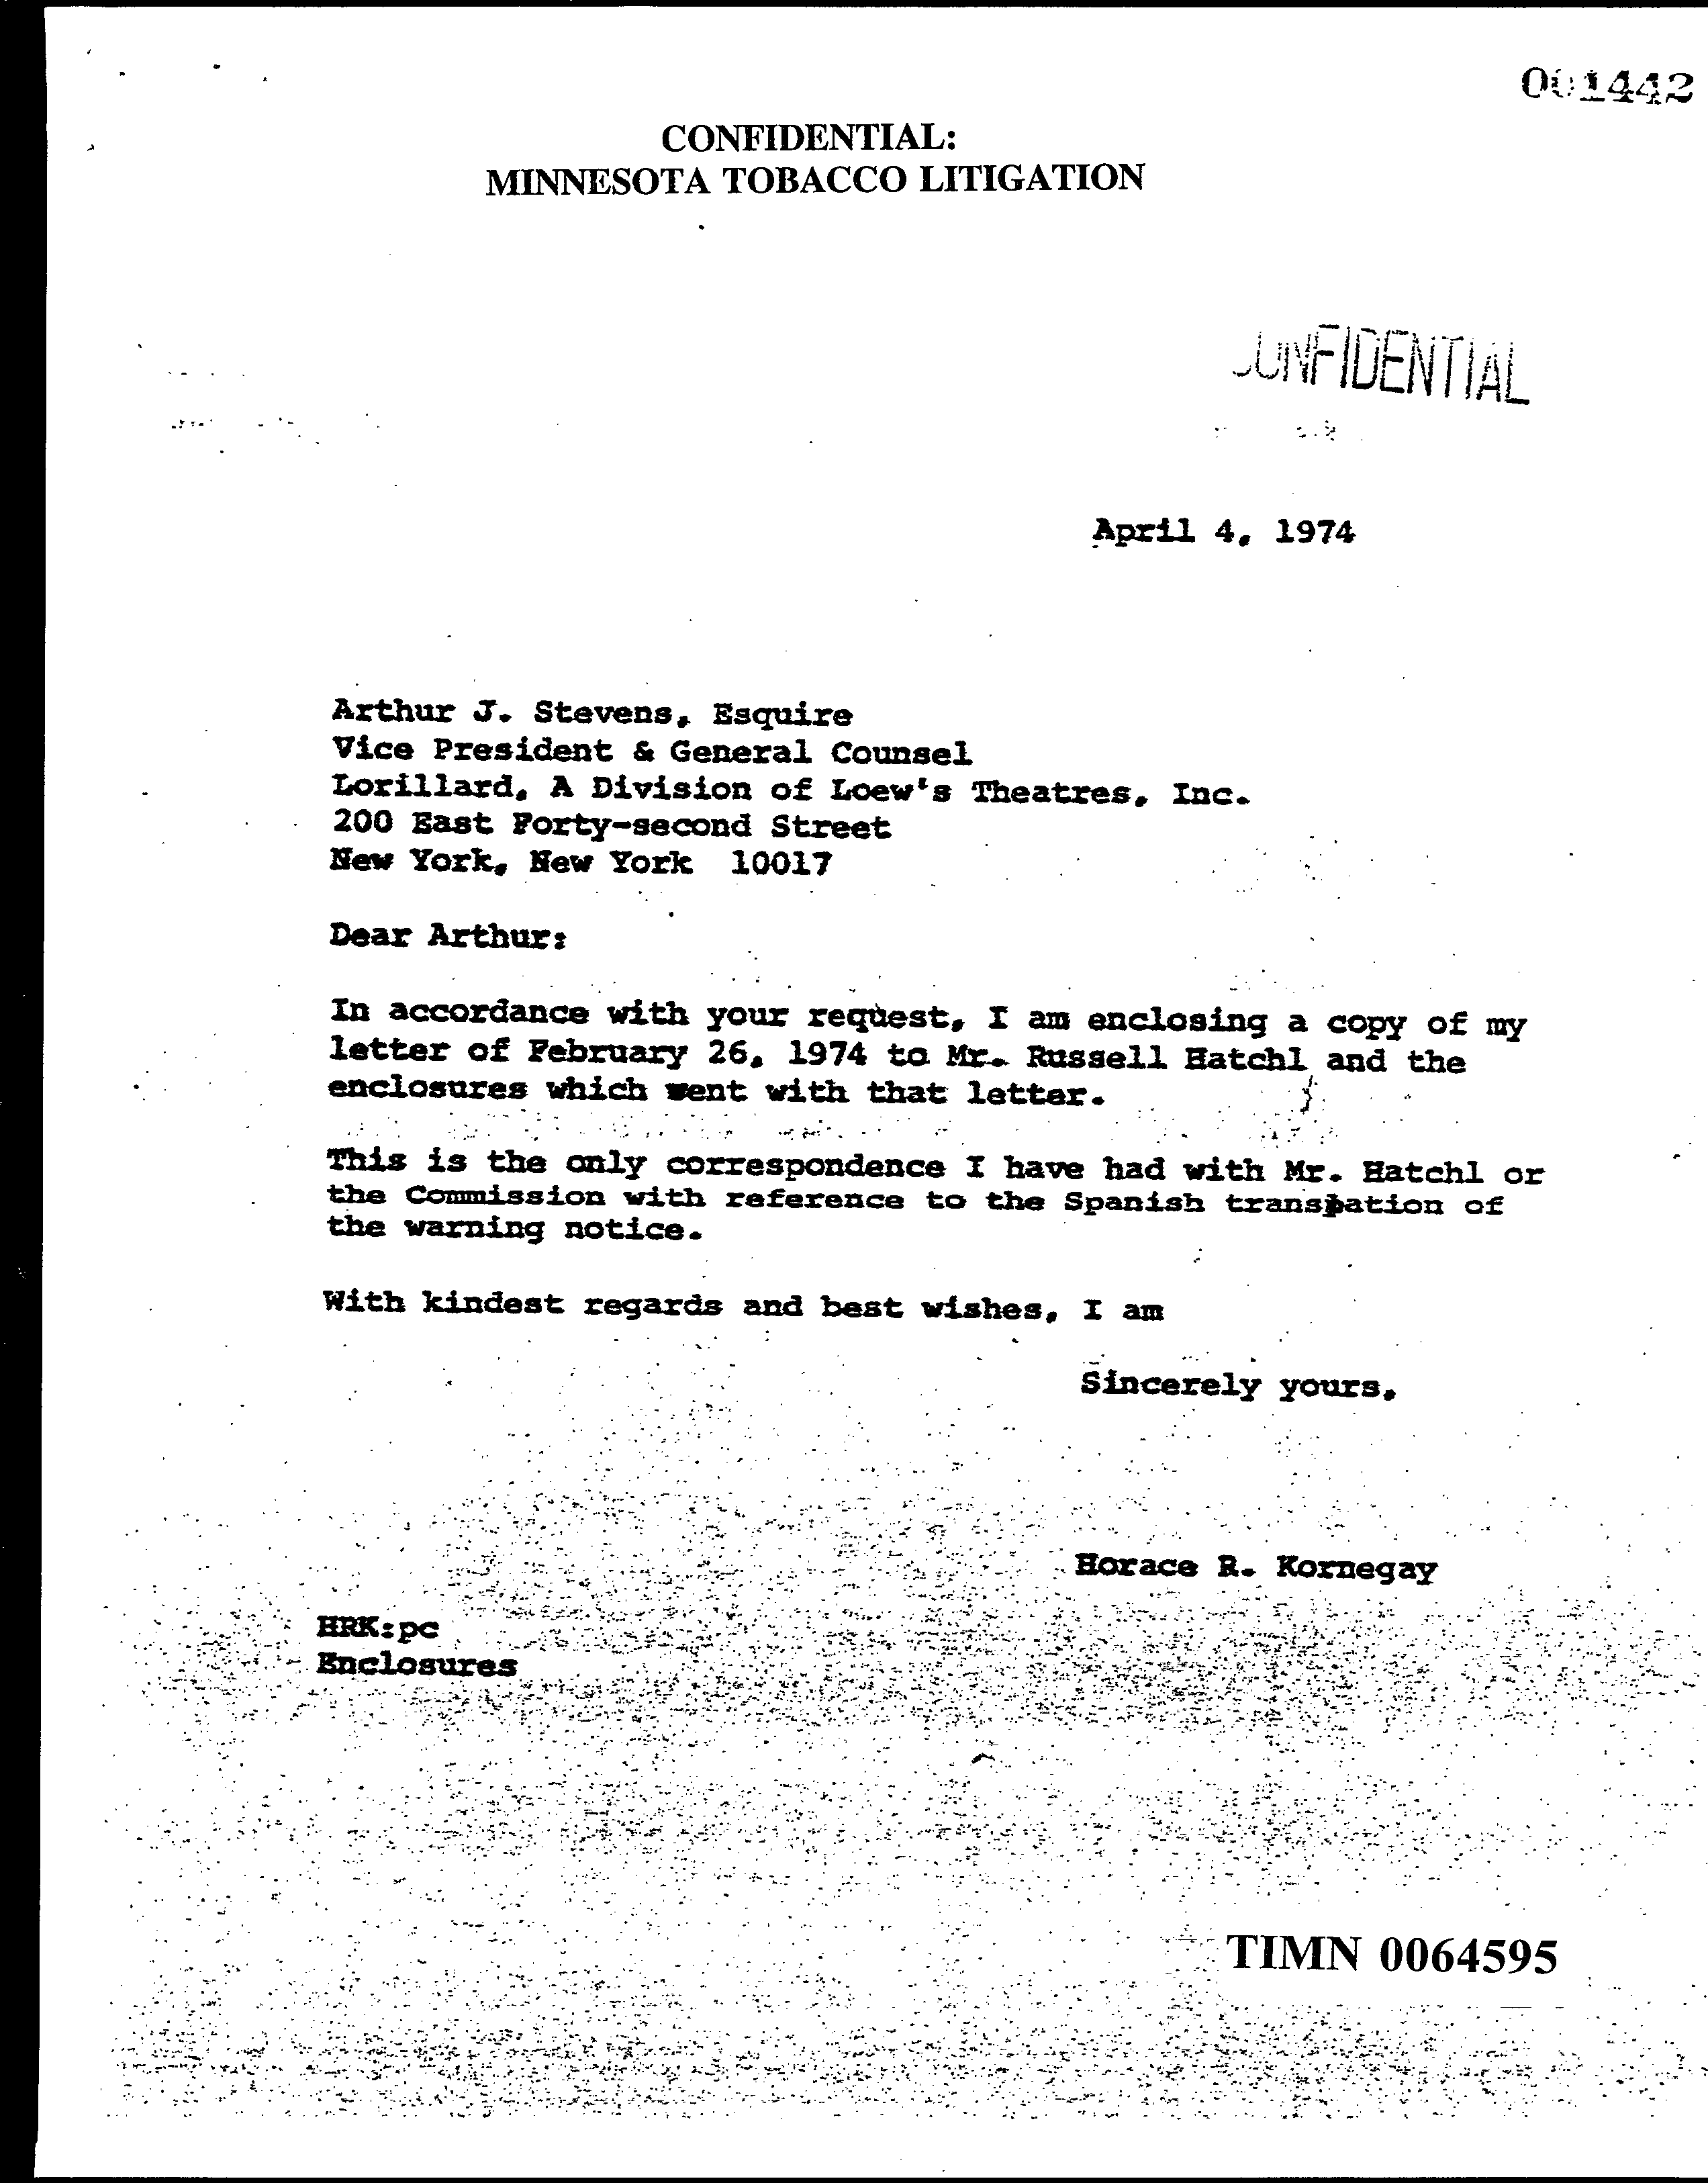 001442
CONFIDENTIAL:
MINNESOTA TOBACCO LITIGATION
CONFIDENTIAL
April 4, 1974
Arthur J. Stevens, Esquire
Vice President & General Counsel
Lorillard, A Division of Loew's Theatres, Inc.
200 East Forty-second Street
New York, New York 10017
Dear Arthur:
In accordance with your request, I am enclosing a copy of my
letter of February 26, 1974 to Mr. Russell Hatchl and the
enclosures which went with that letter.
This is the only correspondence I have had with Mr. Hatchl or
the Commission with reference to the Spanish translation of
the warning notice.
With kindest regards and best wishes, I am
Sincerely yours,
Horace R. Kornegay
HRK:pc
Enclosures
TIMN 0064595